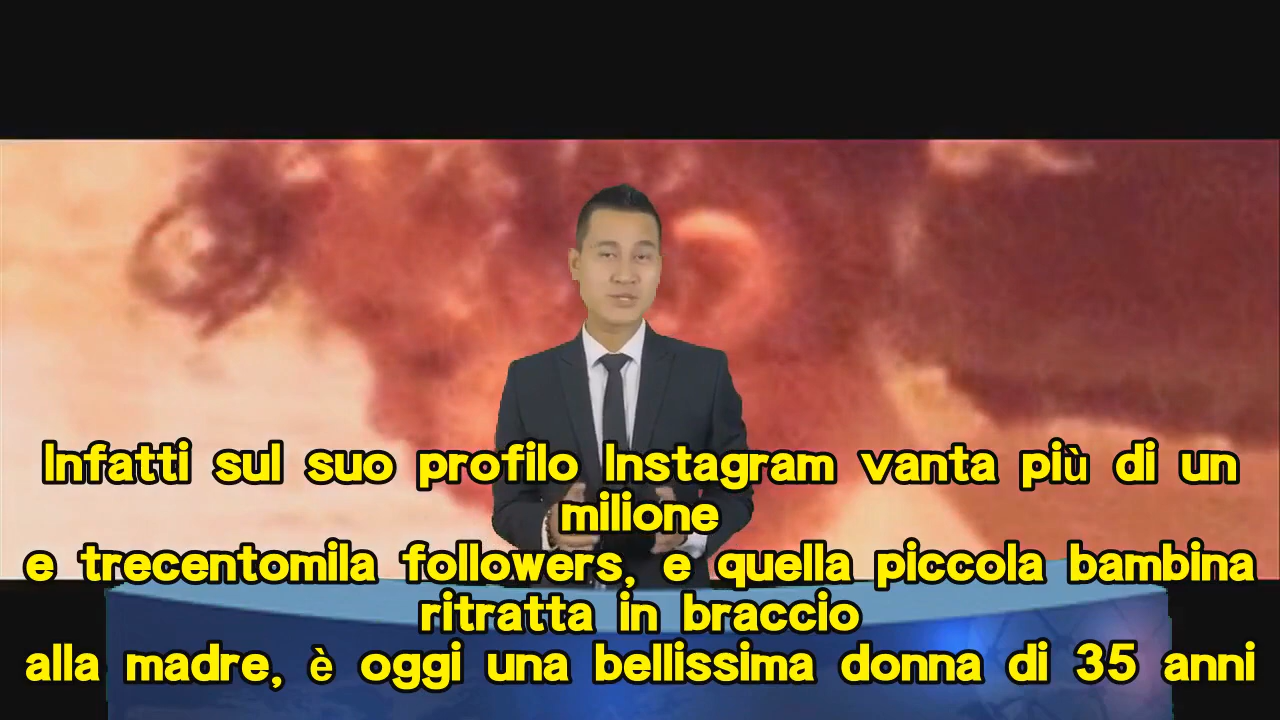 Infatti sul suo profilo Instagram vanta più di un
milione
e trecentomila followers, e quella piccola bambina
ritratta in braccio
alla madre, è oggi una bellissima donna di 35 anni